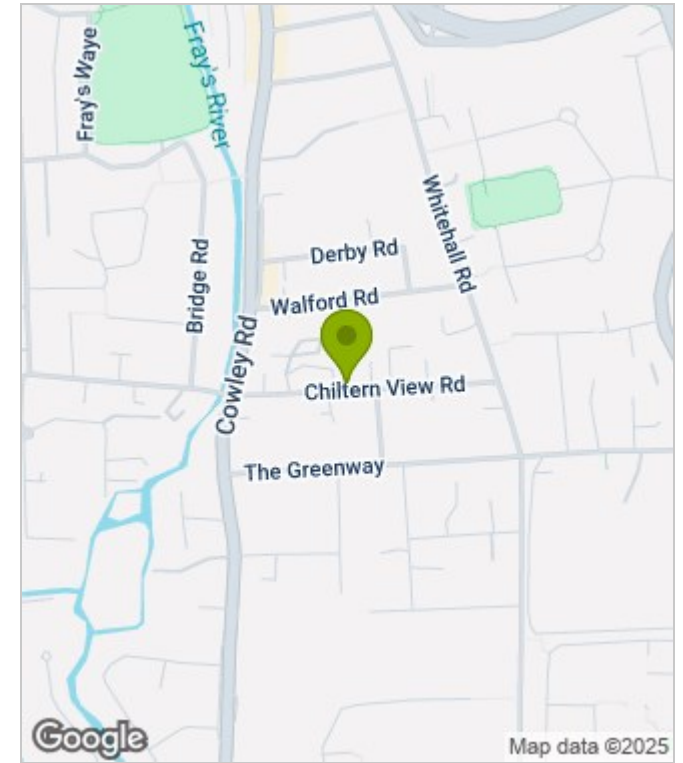 Fray's Waye
Fray's River
Whitehall Rd
Derby Rd
Bridge Rd
Walford Rd
Cowley Rd
Chiltern View Rd
The Greenway
Google
Map data ©2025